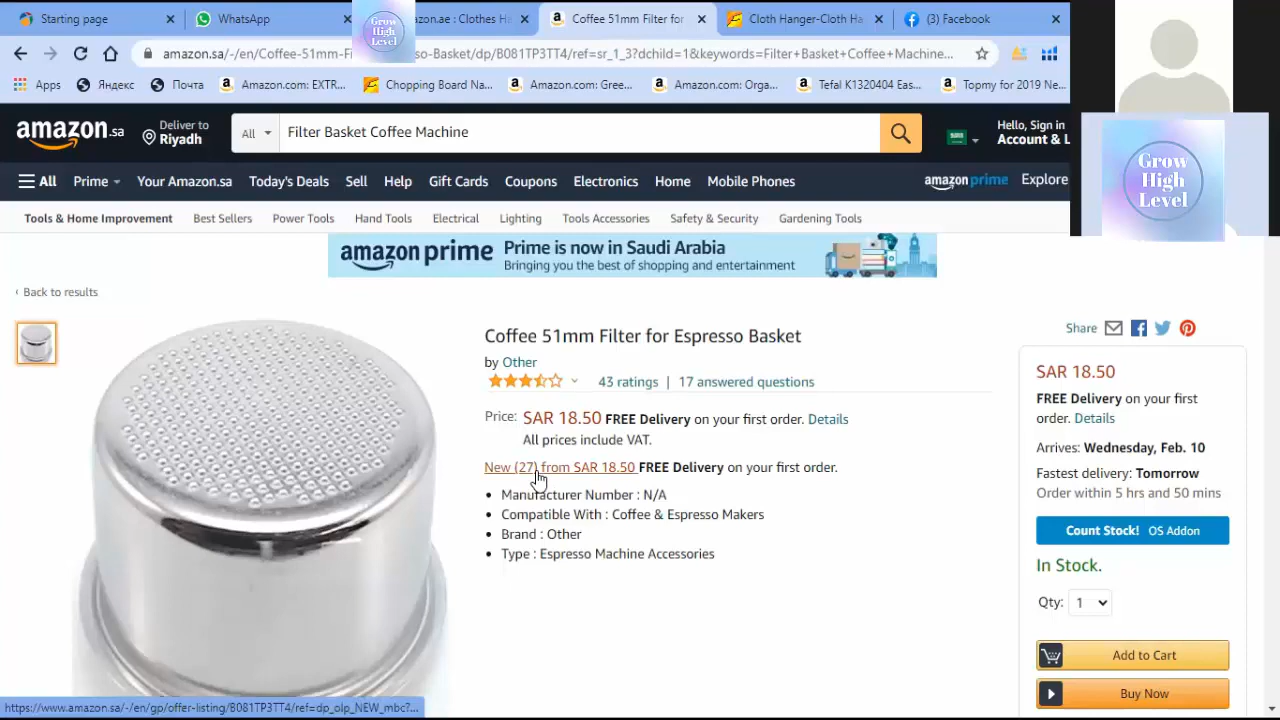 Starting page
WhatsApp
azon.ae : Clothes H
Coffee 51mm Filter for
Cloth Hanger-Cloth Ha
(3) Facebook
Grow
High
Level
amazon.sa/-/en/Coffee-51mm-F
sso-Basket/dp/B081TP3TT4/ref=sr_1_3?dchild=1&keywords=Filter+Basket+Coffee+Machine...
Apps
Яндекс
Почта
Amazon.com: EXTR...
Chopping Board Na...
Amazon.com: Gree...
Amazon.com: Orga...
Tefal K1320404 Eas...
Topmy for 2019 Ne...
amazon.sa
Deliver to
Riyadh
All
Filter Basket Coffee Machine
Hello, Sign in
Account & L
Grow
High
Level
All
Prime
Your Amazon.sa
Today's Deals
Sell
Help
Gift Cards
Coupons
Electronics
Home
Mobile Phones
amazon prime
Explore
Tools & Home Improvement
Best Sellers
Power Tools
Hand Tools
Electrical
Lighting
Tools Accessories
Safety & Security
Gardening Tools
amazon prime
Prime is now in Saudi Arabia
Bringing you the best of shopping and entertainment
‹ Back to results
Coffee 51mm Filter for Espresso Basket
by Other
43 ratings | 17 answered questions
Price: SAR 18.50 FREE Delivery on your first order. Details
All prices include VAT.
New (27) from SAR 18.50 FREE Delivery on your first order.
• Manufacturer Number : N/A
• Compatible With : Coffee & Espresso Makers
• Brand : Other
• Type : Espresso Machine Accessories
Share
SAR 18.50
FREE Delivery on your first
order. Details
Arrives: Wednesday, Feb. 10
Fastest delivery: Tomorrow
Order within 5 hrs and 50 mins
Count Stock! OS Addon
In Stock.
Qty: 1
Add to Cart
Buy Now
https://www.amazon.sa/-/en/gp/offer-listing/B081TP3TT4/ref=dp_olp_NEW_mbc?...